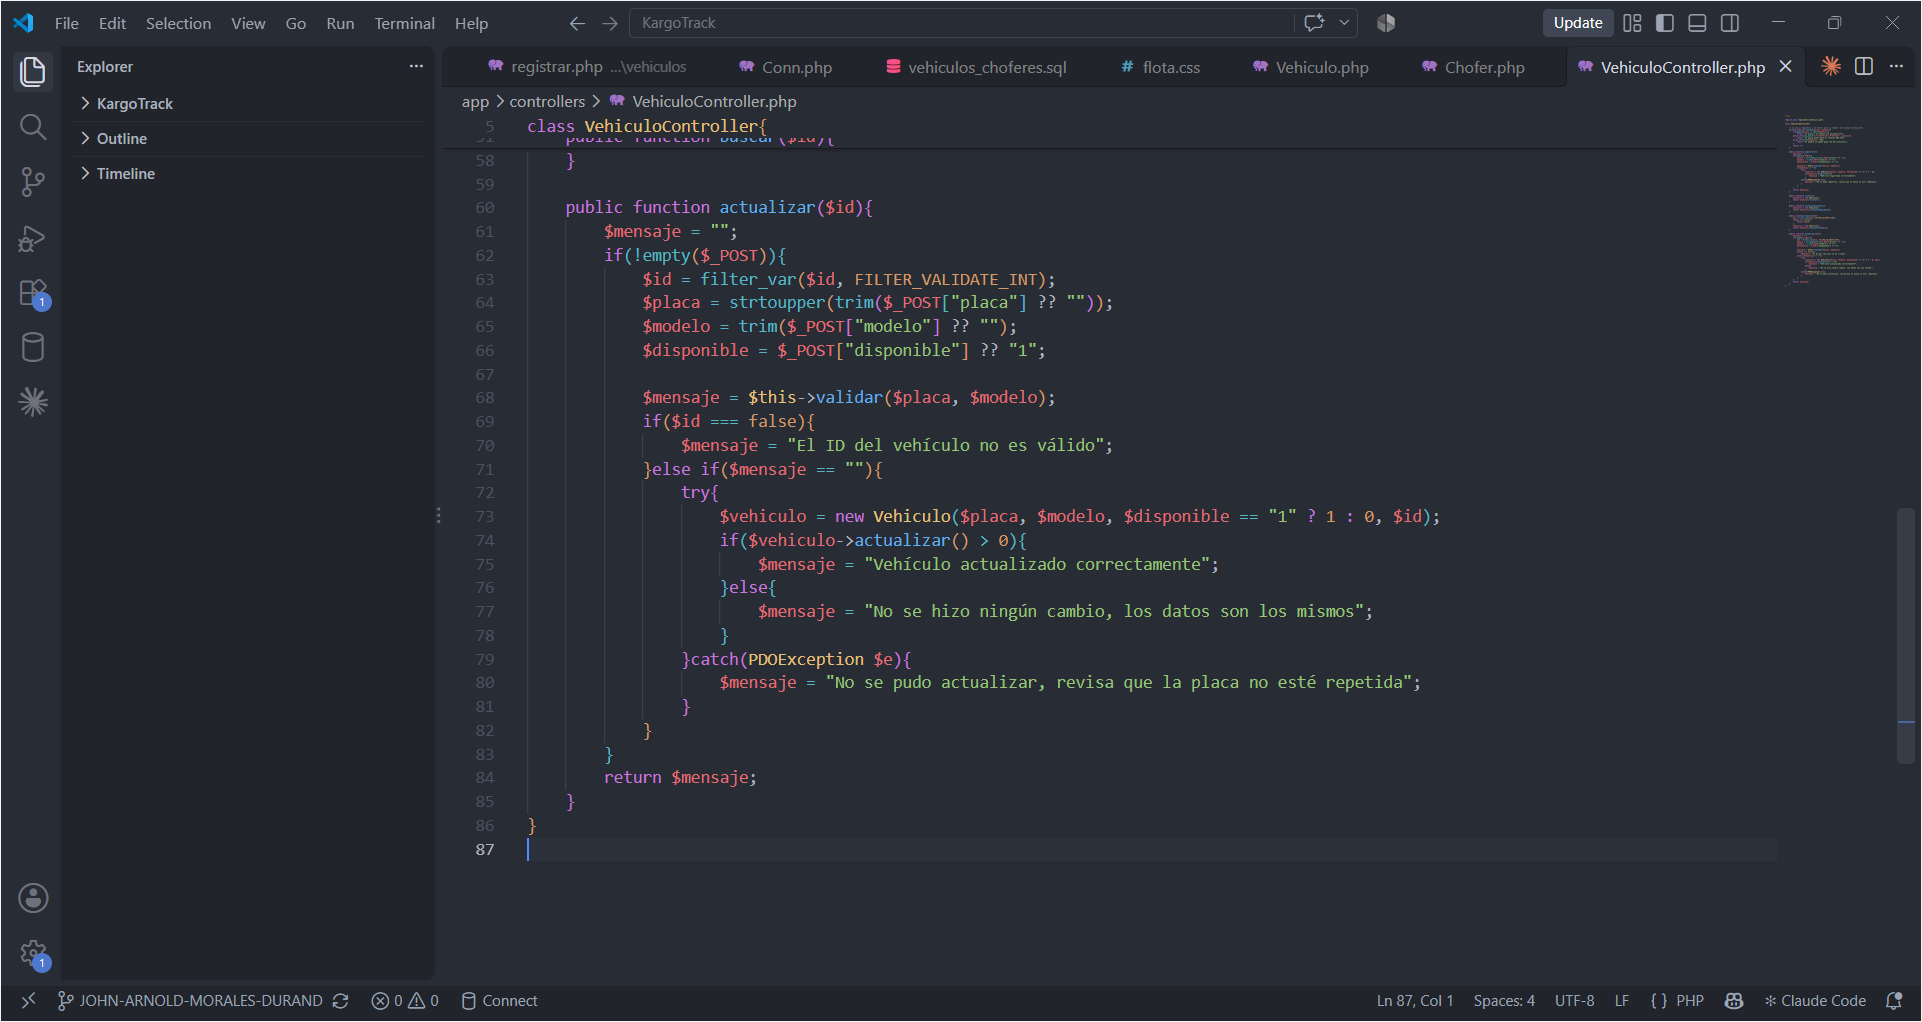 File Edit Selection View Go Run Terminal Help
KargoTrack
Update
Explorer
KargoTrack
Outline
Timeline
registrar.php ...\vehiculos
Conn.php
vehiculos_choferes.sql
flota.css
Vehiculo.php
Chofer.php
VehiculoController.php
app > controllers > VehiculoController.php
5 class VehiculoController{
51 public function buscar($id){
58 }
59
60 public function actualizar($id){
61 $mensaje = "";
62 if(!empty($_POST)){
63 $id = filter_var($id, FILTER_VALIDATE_INT);
64 $placa = strtoupper(trim($_POST["placa"] ?? ""));
65 $modelo = trim($_POST["modelo"] ?? "");
66 $disponible = $_POST["disponible"] ?? "1";
67
68 $mensaje = $this->validar($placa, $modelo);
69 if($id === false){
70 $mensaje = "El ID del vehículo no es válido";
71 }else if($mensaje == ""){
72 try{
73 $vehiculo = new Vehiculo($placa, $modelo, $disponible == "1" ? 1 : 0, $id);
74 if($vehiculo->actualizar() > 0){
75 $mensaje = "Vehículo actualizado correctamente";
76 }else{
77 $mensaje = "No se hizo ningún cambio, los datos son los mismos";
78 }
79 }catch(PDOException $e){
80 $mensaje = "No se pudo actualizar, revisa que la placa no esté repetida";
81 }
82 }
83 }
84 return $mensaje;
85 }
86 }
87
1
1
JOHN-ARNOLD-MORALES-DURAND
0 0
Connect
Ln 87, Col 1
Spaces: 4
UTF-8
LF
{ } PHP
Claude Code